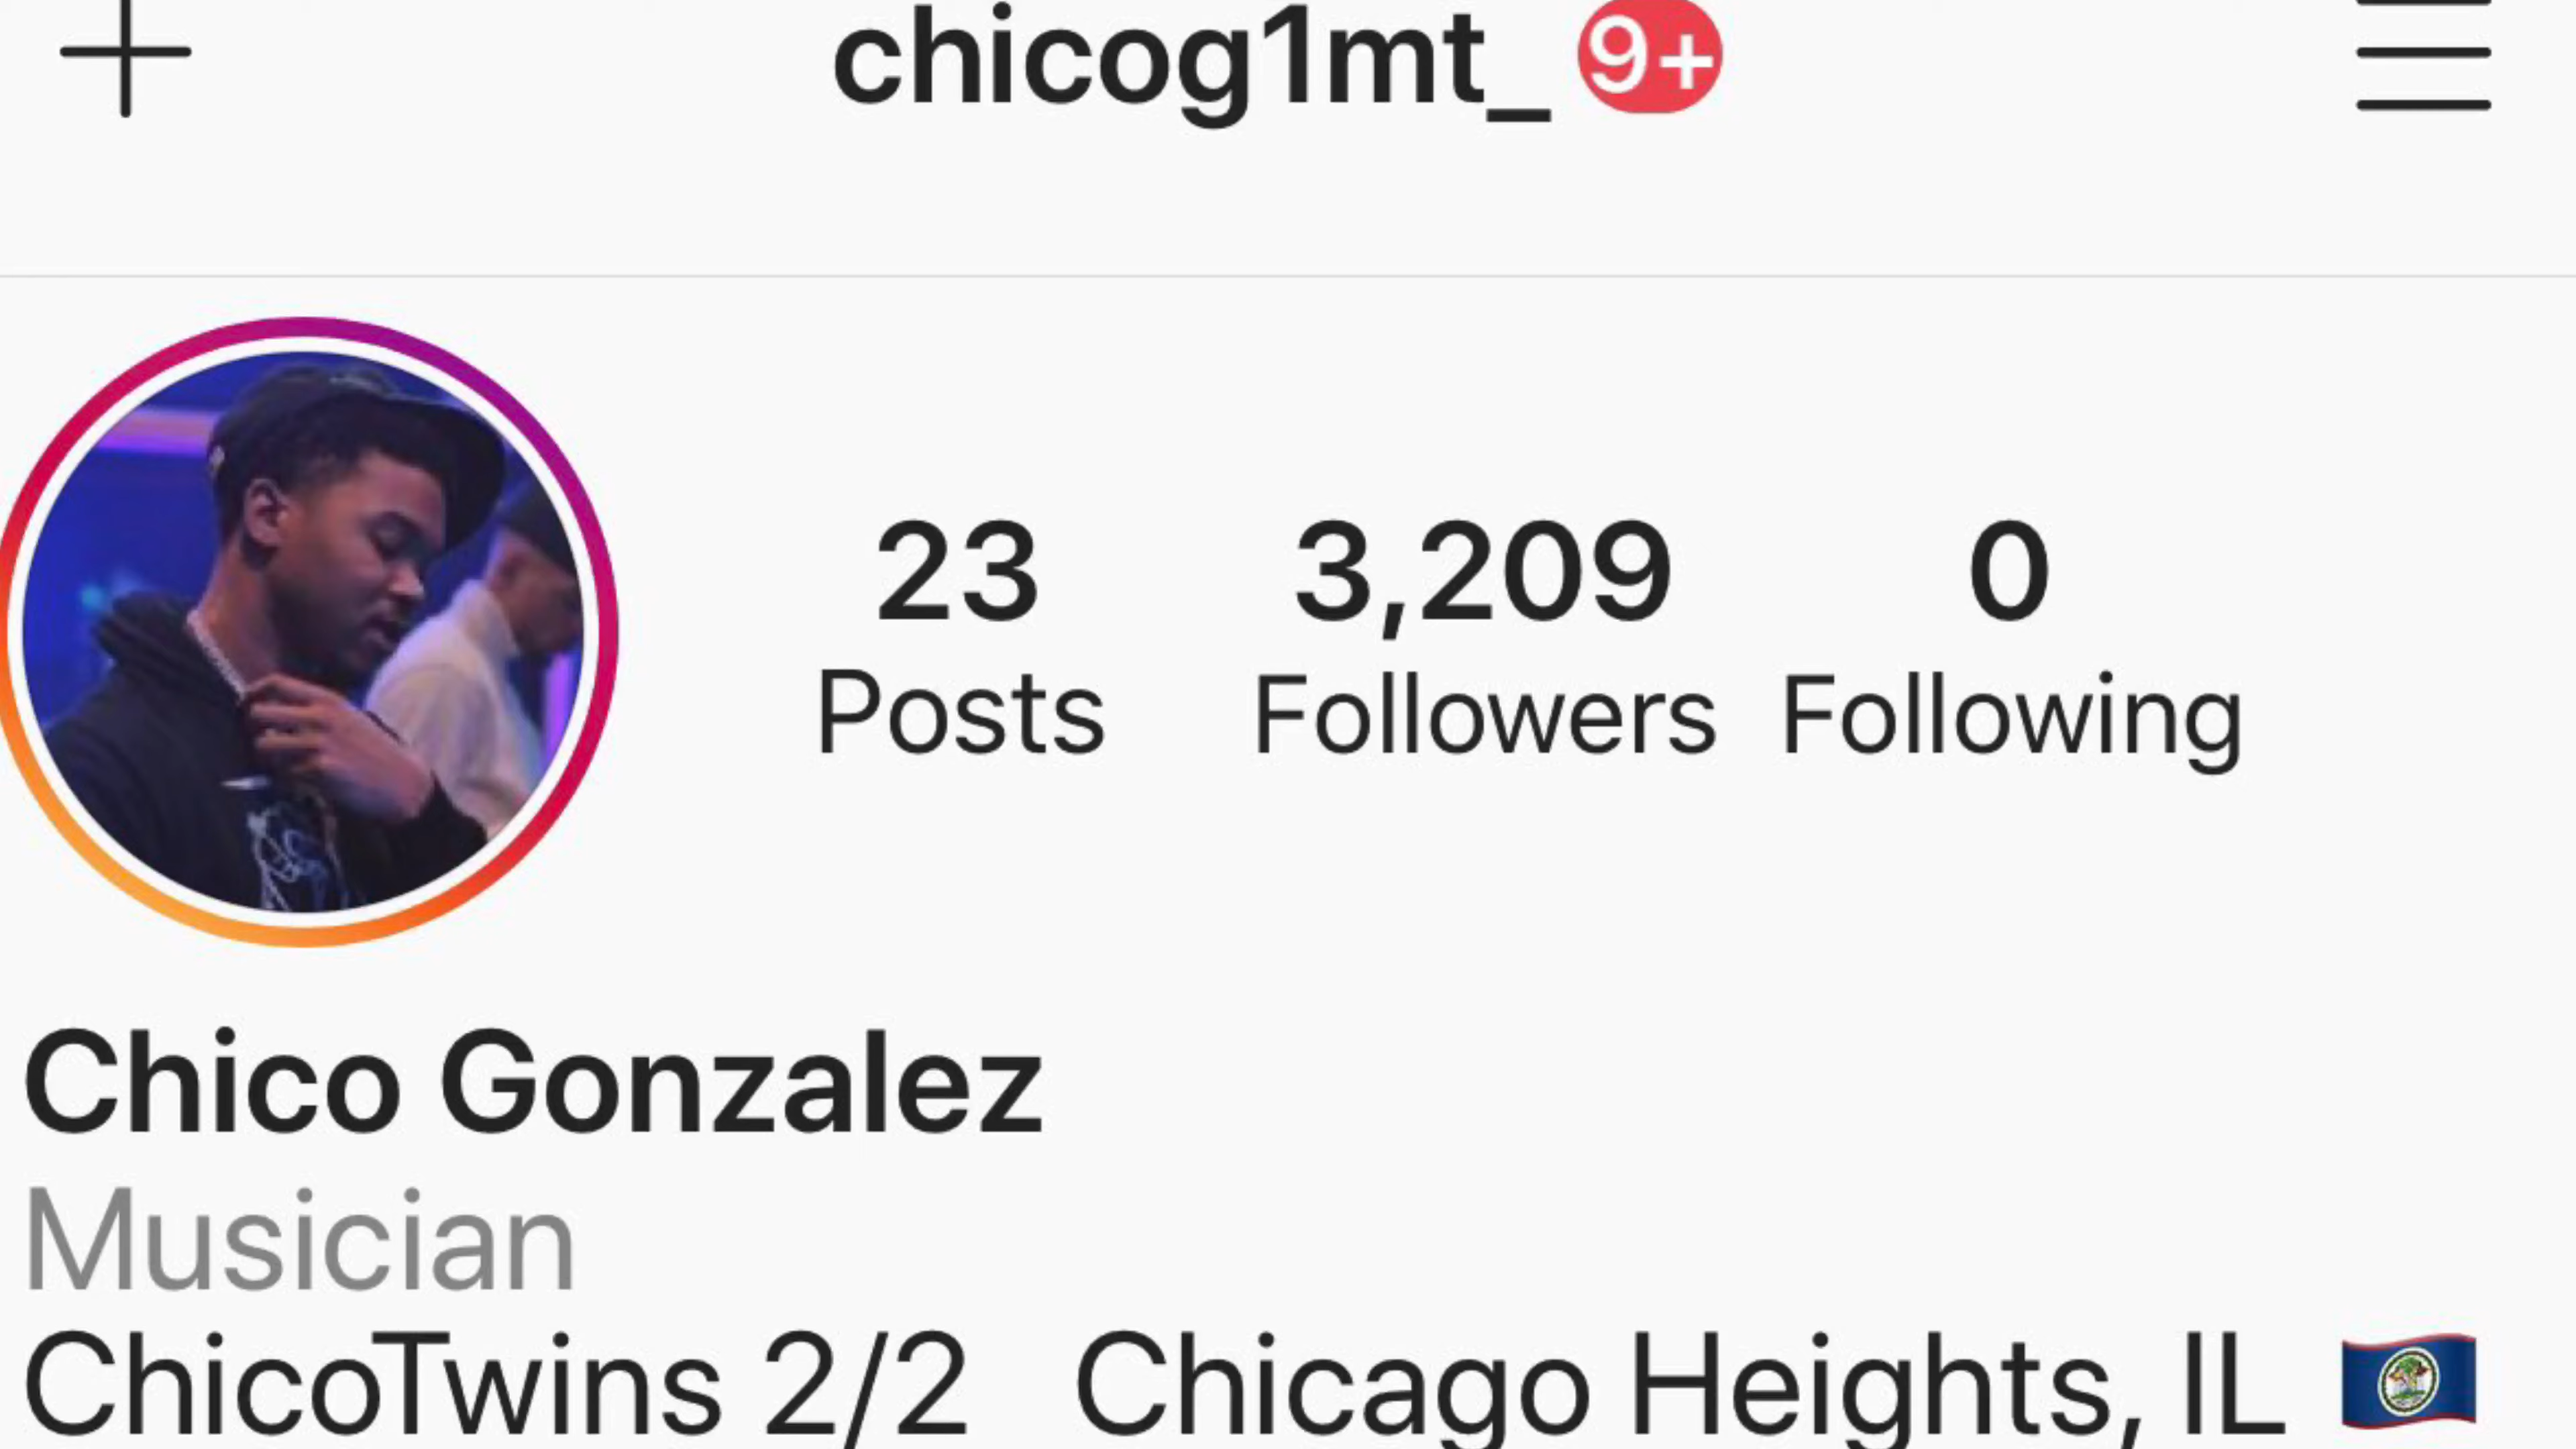 chicog1mt_ 9+
23 3,209 0
Posts Followers Following
Chico Gonzalez
Musician
ChicoTwins 2/2 Chicago Heights, IL 🇧🇿